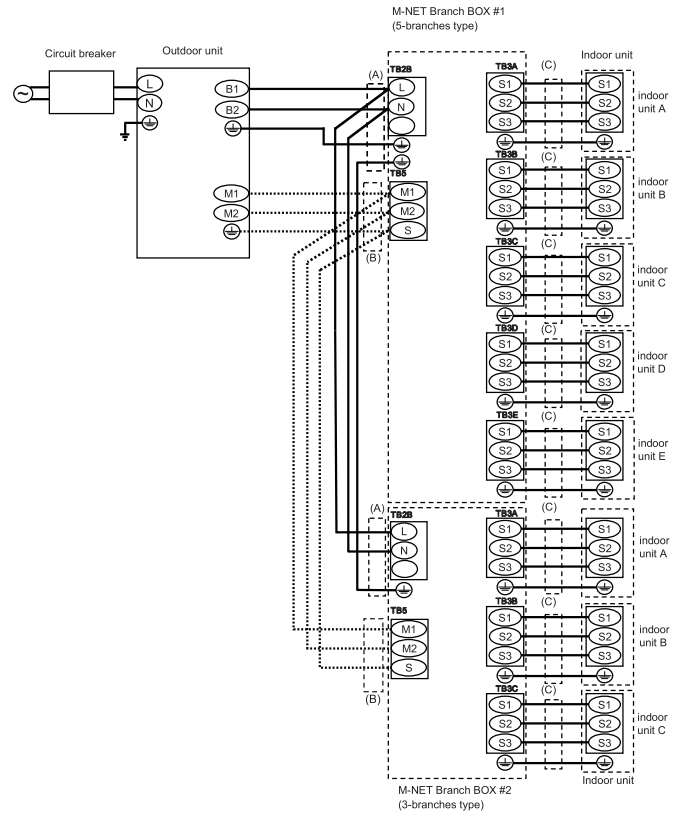 M-NET Branch BOX #1
(5-branches type)
Circuit breaker
Outdoor unit
Indoor unit
(A)
TB2B
TB3A
(C)
L
N
B1
B2
L
N
S1
S2
S3
S1
S2
S3
indoor
unit A
TB5
M1
M2
M1
M2
S
(B)
TB3B
(C)
S1
S2
S3
S1
S2
S3
indoor
unit B
TB3C
(C)
S1
S2
S3
S1
S2
S3
indoor
unit C
TB3D
(C)
S1
S2
S3
S1
S2
S3
indoor
unit D
TB3E
(C)
S1
S2
S3
S1
S2
S3
indoor
unit E
(A)
TB2B
L
N
TB3A
(C)
S1
S2
S3
S1
S2
S3
indoor
unit A
TB5
M1
M2
S
(B)
TB3B
(C)
S1
S2
S3
S1
S2
S3
indoor
unit B
TB3C
(C)
S1
S2
S3
S1
S2
S3
indoor
unit C
Indoor unit
M-NET Branch BOX #2
(3-branches type)